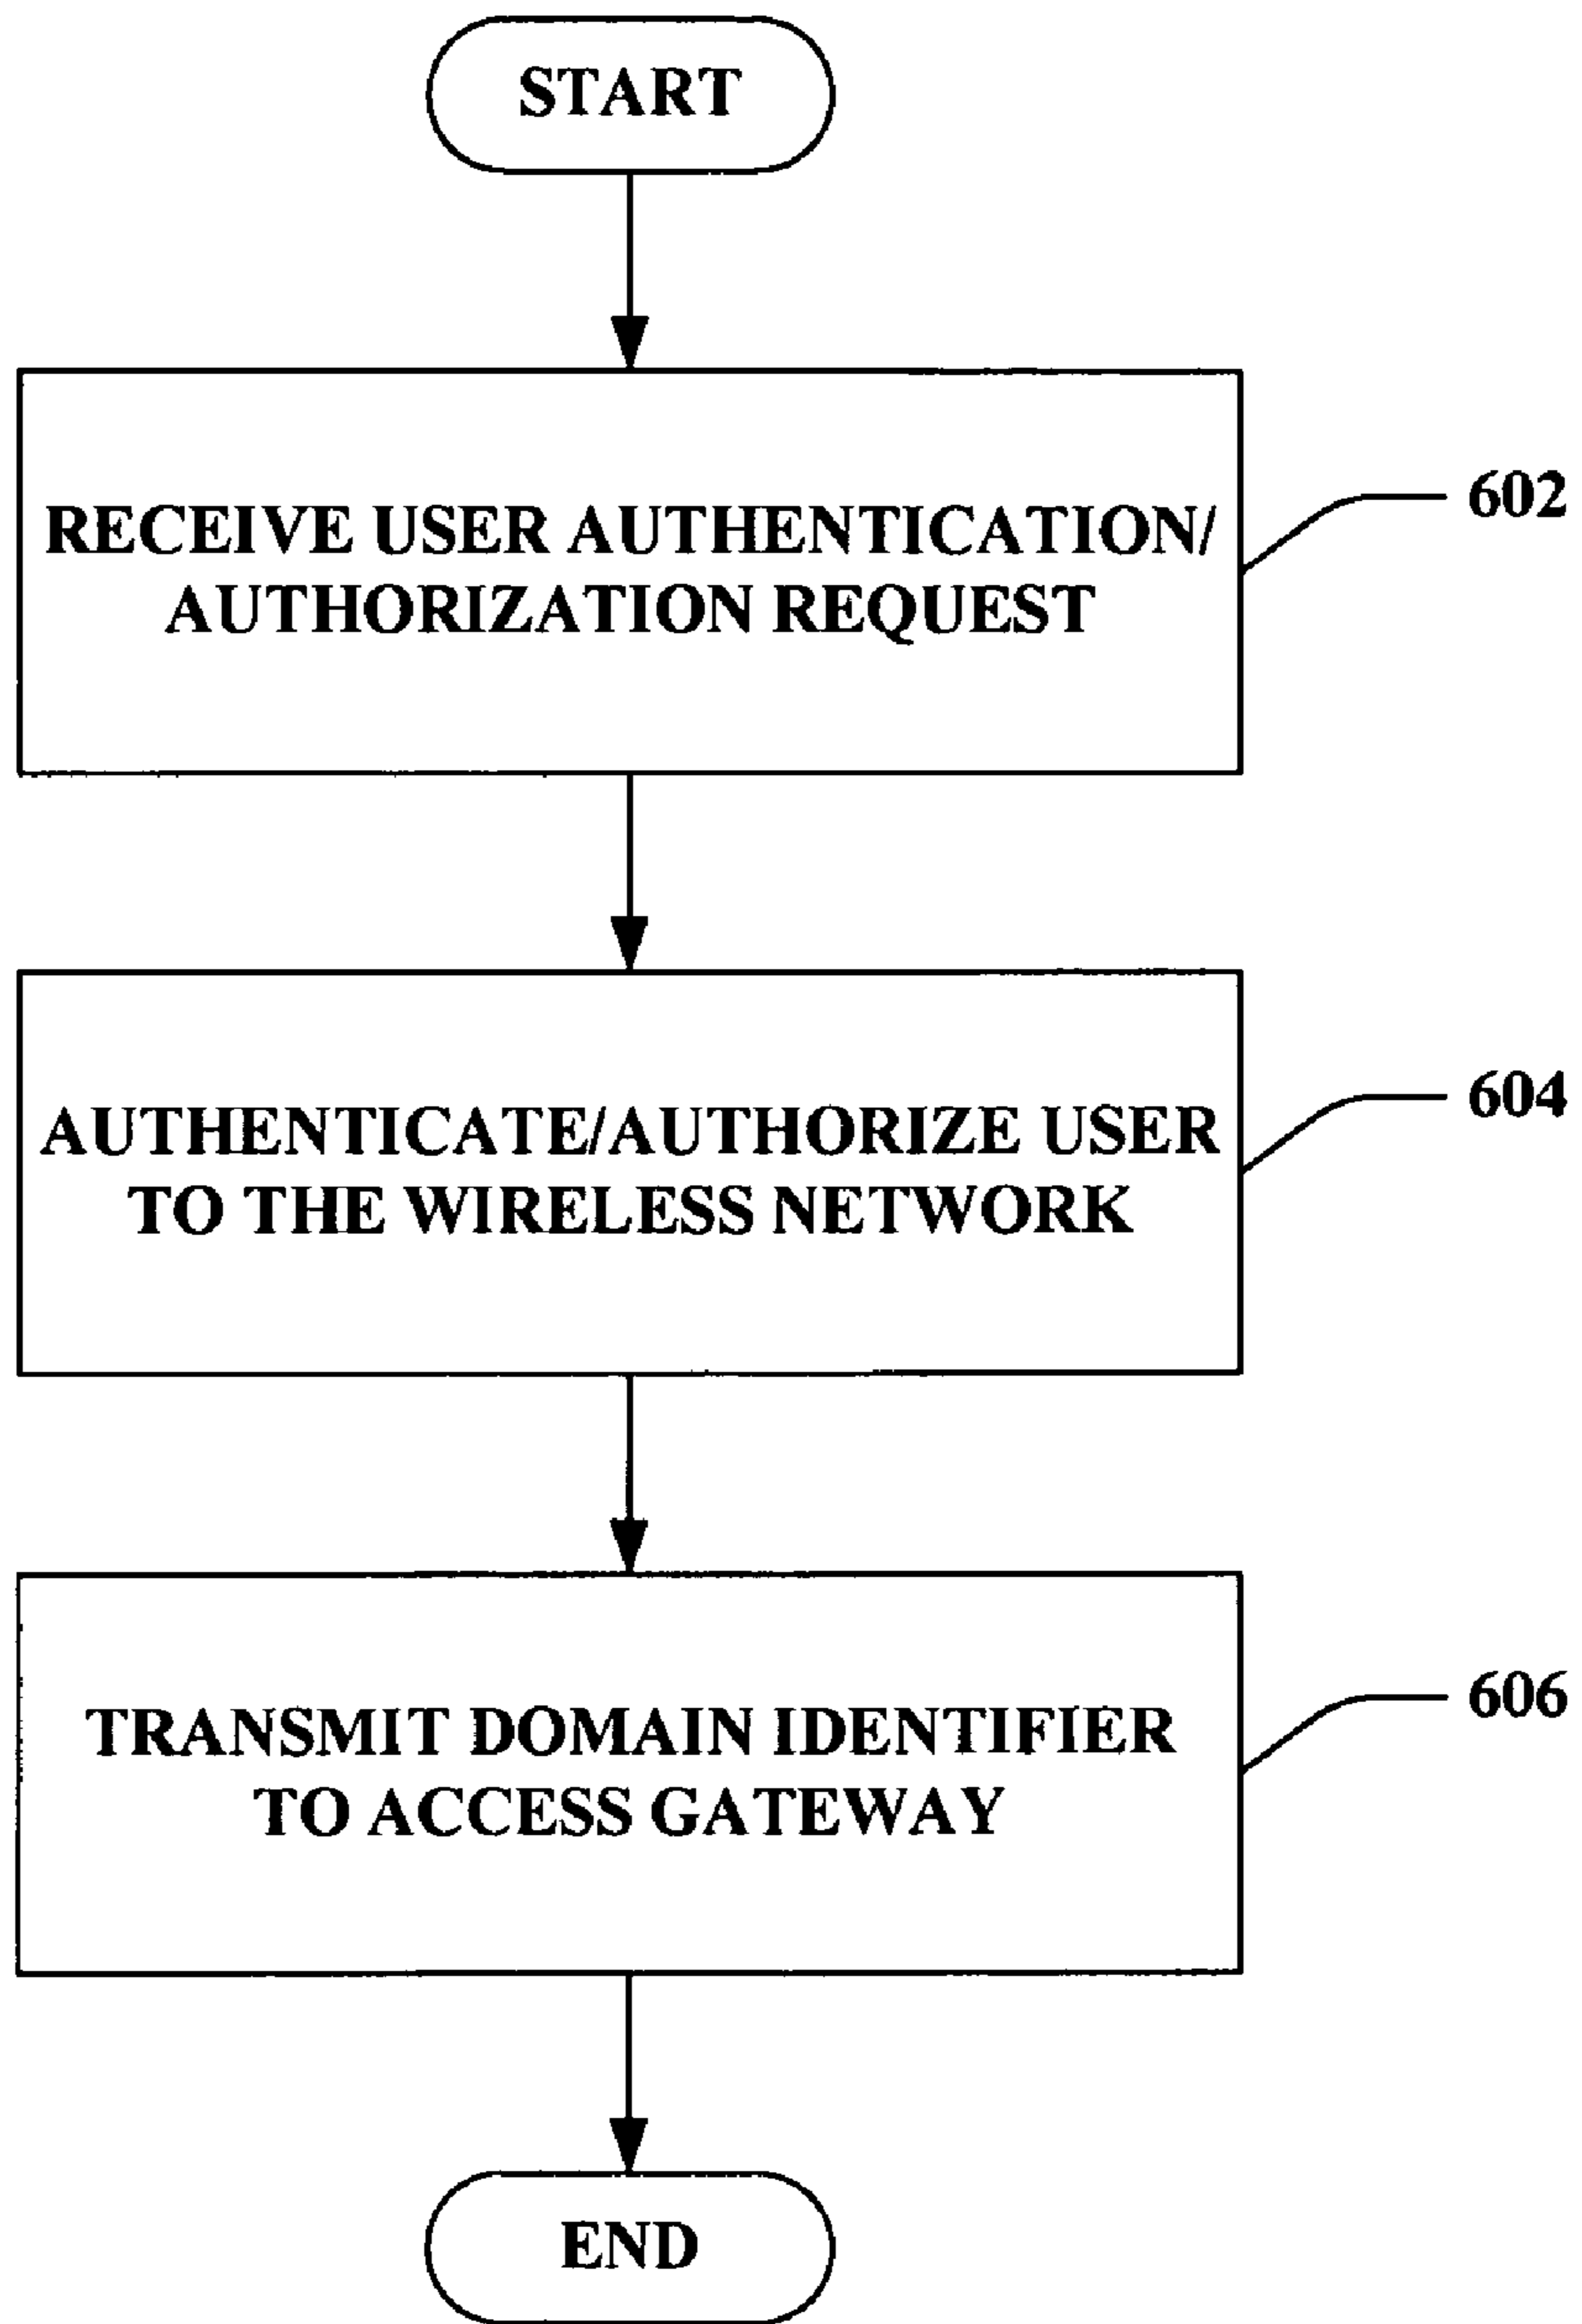 START
RECEIVE USER AUTHENTICATION/
AUTHORIZATION REQUEST
602
AUTHENTICATE/AUTHORIZE USER
TO THE WIRELESS NETWORK
604
TRANSMIT DOMAIN IDENTIFIER
TO ACCESS GATEWAY
606
END